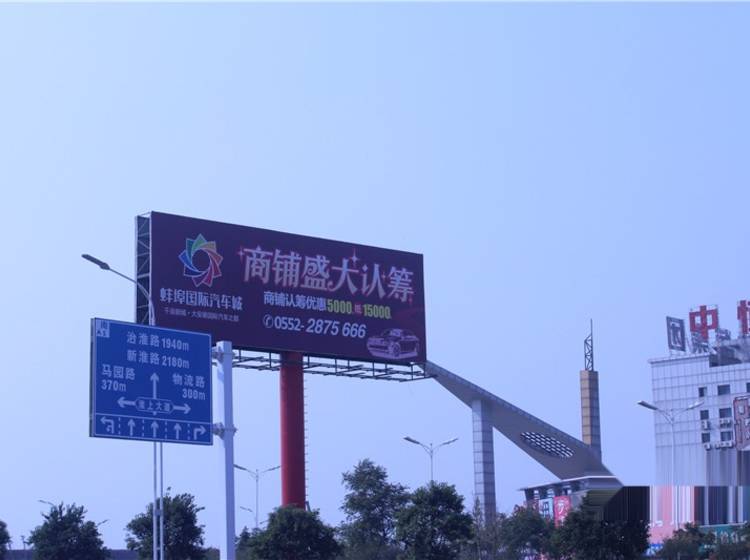 商铺盛大认筹
蚌埠国际汽车城
商铺认筹优惠5000抵15000
0552-2875 666
治淮路 1940m
新淮路 2180m
马园路
370m
物流路
300m
淮上大道
中